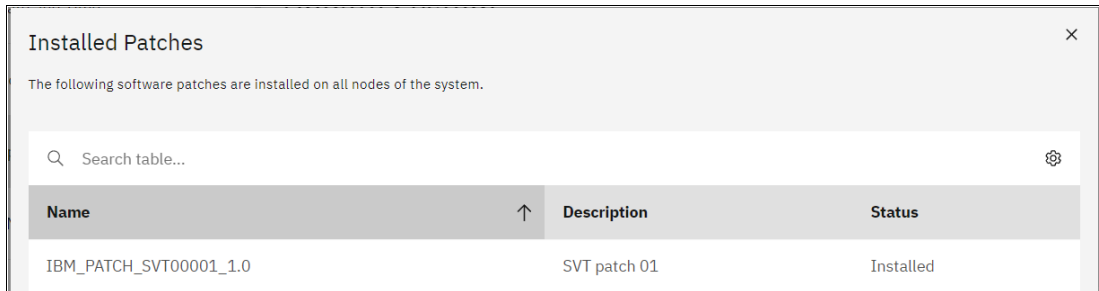 Installed Patches
The following software patches are installed on all nodes of the system.
Search table...
Name Description Status
IBM_PATCH_SVT00001_1.0 SVT patch 01 Installed